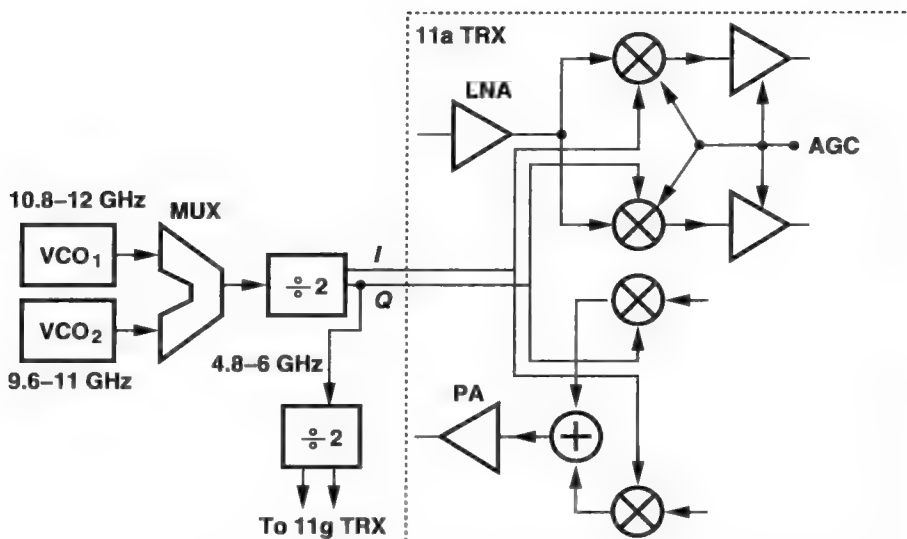 11a TRX
LNA
AGC
10.8–12 GHz
MUX
VCO1
I
÷ 2
Q
VCO2
9.6–11 GHz
4.8–6 GHz
PA
÷ 2
To 11g TRX